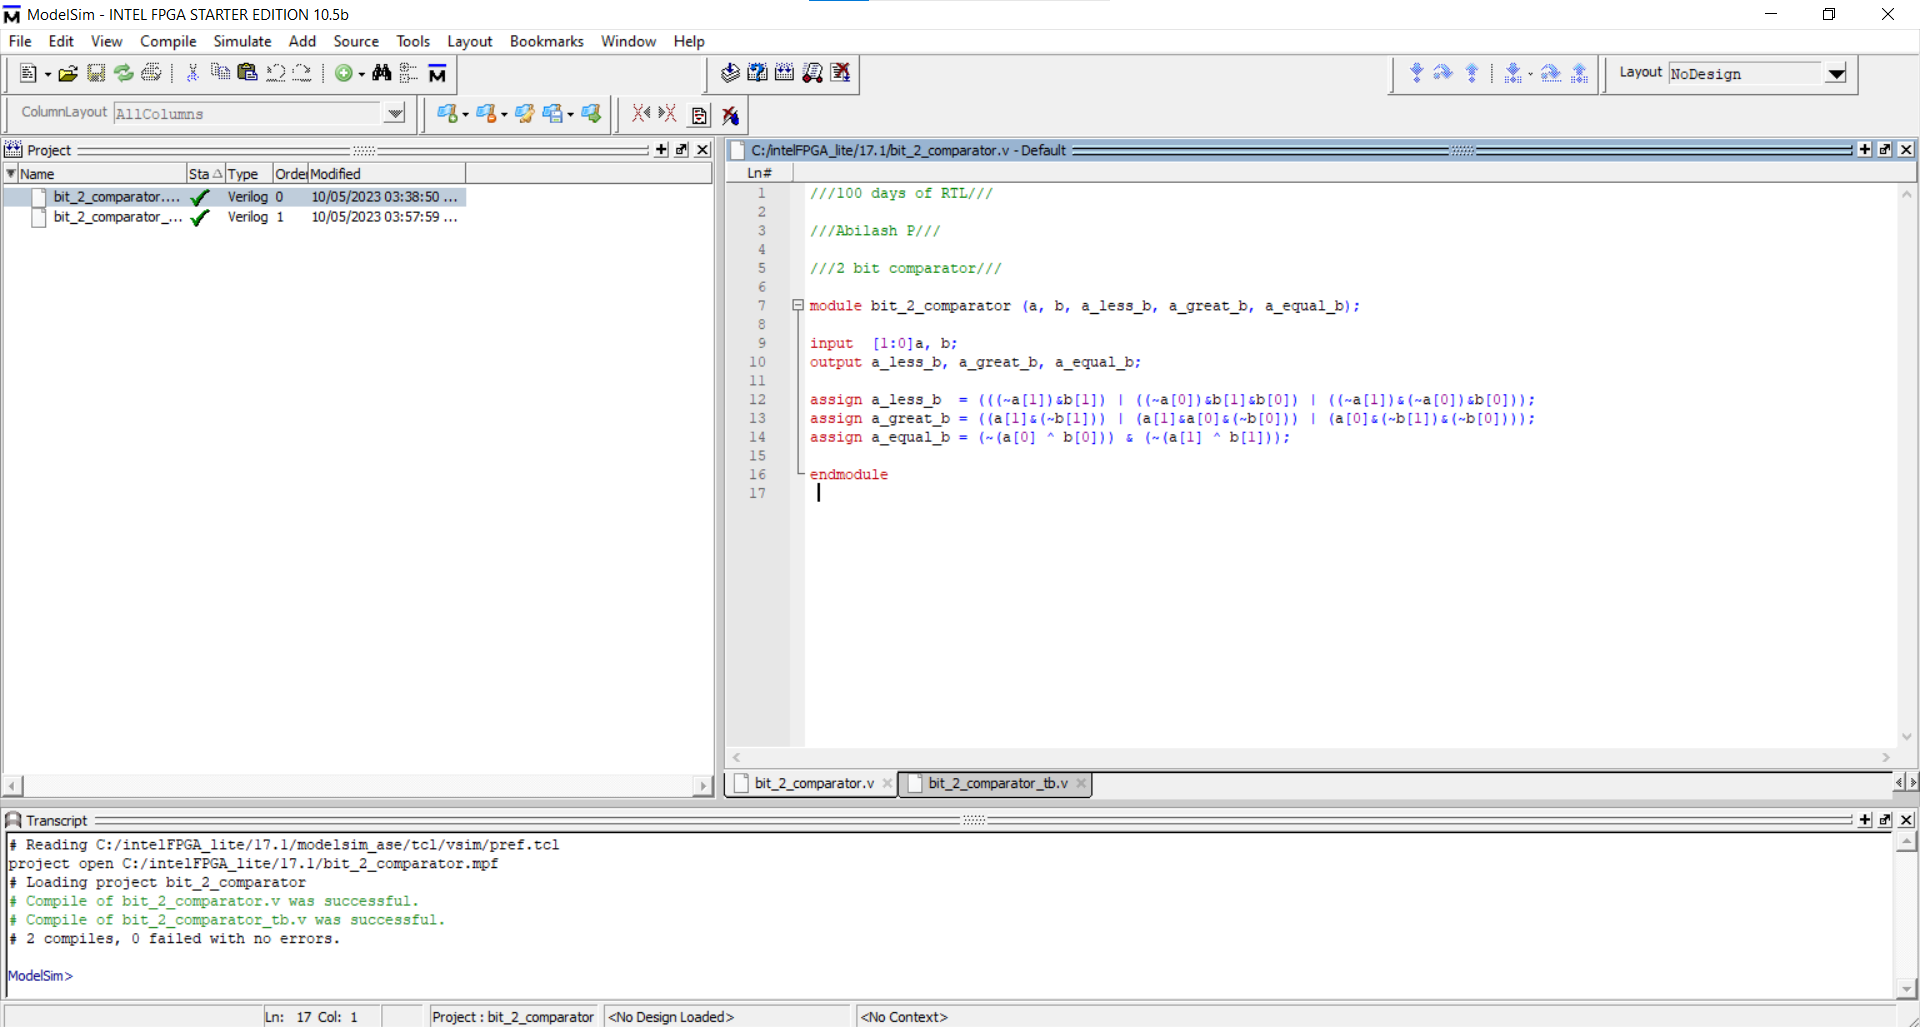 ModelSim - INTEL FPGA STARTER EDITION 10.5b
File Edit View Compile Simulate Add Source Tools Layout Bookmarks Window Help
Layout NoDesign
ColumnLayout AllColumns
Project
Name Sta Type Order Modified
bit_2_comparator.... Verilog 0 10/05/2023 03:38:50 ...
bit_2_comparator_... Verilog 1 10/05/2023 03:57:59 ...
C:/intelFPGA_lite/17.1/bit_2_comparator.v - Default
Ln#
1 ///100 days of RTL///
2
3 ///Abilash P///
4
5 ///2 bit comparator///
6
7 module bit_2_comparator (a, b, a_less_b, a_great_b, a_equal_b);
8
9 input  [1:0]a, b;
10 output a_less_b, a_great_b, a_equal_b;
11
12 assign a_less_b  = (((~a[1])&b[1]) | ((~a[0])&b[1]&b[0]) | ((~a[1])&(~a[0])&b[0]));
13 assign a_great_b = ((a[1]&(~b[1])) | (a[1]&a[0]&(~b[0])) | (a[0]&(~b[1])&(~b[0])));
14 assign a_equal_b = (~(a[0] ^ b[0])) & (~(a[1] ^ b[1]));
15
16 endmodule
17
bit_2_comparator.v
bit_2_comparator_tb.v
Transcript
# Reading C:/intelFPGA_lite/17.1/modelsim_ase/tcl/vsim/pref.tcl
project open C:/intelFPGA_lite/17.1/bit_2_comparator.mpf
# Loading project bit_2_comparator
# Compile of bit_2_comparator.v was successful.
# Compile of bit_2_comparator_tb.v was successful.
# 2 compiles, 0 failed with no errors.
ModelSim>
Ln: 17 Col: 1 Project : bit_2_comparator <No Design Loaded> <No Context>